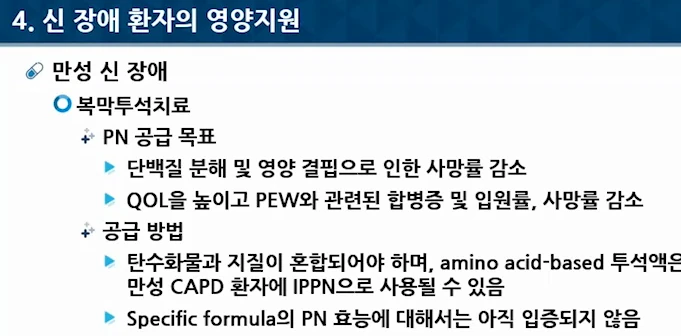 4. 신 장애 환자의 영양지원
만성 신 장애
복막투석치료
PN 공급 목표
단백질 분해 및 영양 결핍으로 인한 사망률 감소
QOL을 높이고 PEW와 관련된 합병증 및 입원률, 사망률 감소
공급 방법
탄수화물과 지질이 혼합되어야 하며, amino acid-based 투석액은
만성 CAPD 환자에 IPPN으로 사용될 수 있음
Specific formula의 PN 효능에 대해서는 아직 입증되지 않음